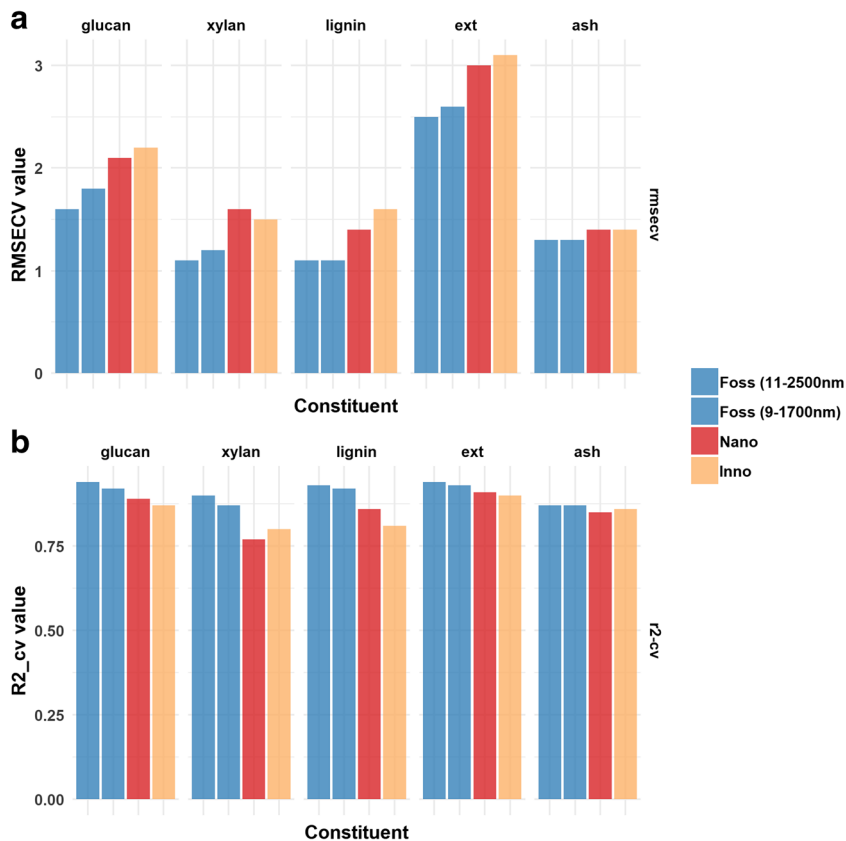 a
glucan xylan lignin ext ash
3
2
1
0
RMSECV value
rmsecv
Constituent
Foss (11-2500nm
Foss (9-1700nm)
Nano
Inno
b
glucan xylan lignin ext ash
0.75
0.50
0.25
0.00
R2_cv value
r2-cv
Constituent